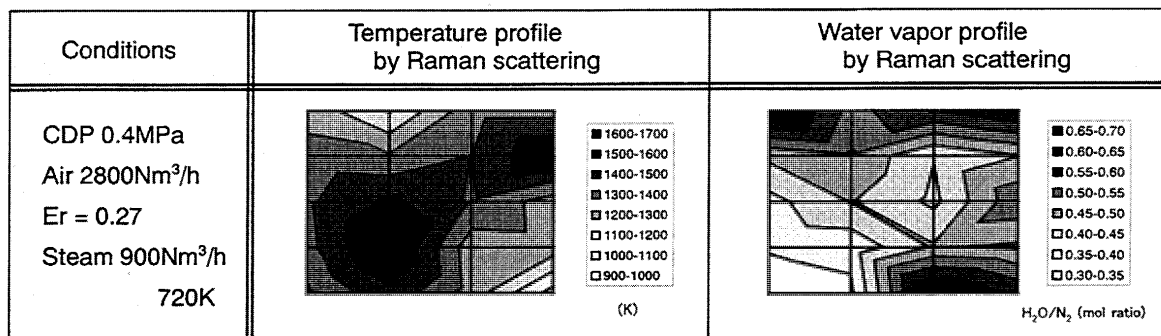 Conditions
Temperature profile
by Raman scattering
Water vapor profile
by Raman scattering
CDP 0.4MPa
Air 2800Nm³/h
Er = 0.27
Steam 900Nm³/h
720K
1600-1700
1500-1600
1400-1500
1300-1400
1200-1300
1100-1200
1000-1100
900-1000
(K)
0.65-0.70
0.60-0.65
0.55-0.60
0.50-0.55
0.45-0.50
0.40-0.45
0.35-0.40
0.30-0.35
H₂O/N₂ (mol ratio)